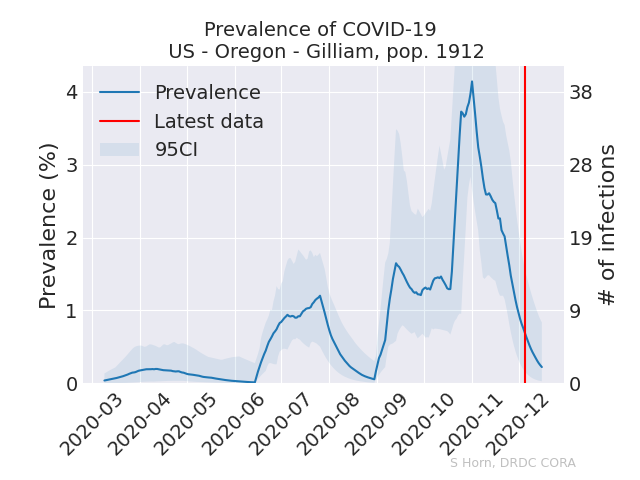 Prevalence of COVID-19
US - Oregon - Gilliam, pop. 1912
Prevalence
Latest data
95CI
Prevalence (%)
4
3
2
1
0
# of infections
38
28
19
9
0
2020-03
2020-04
2020-05
2020-06
2020-07
2020-08
2020-09
2020-10
2020-11
2020-12
S Horn, DRDC CORA